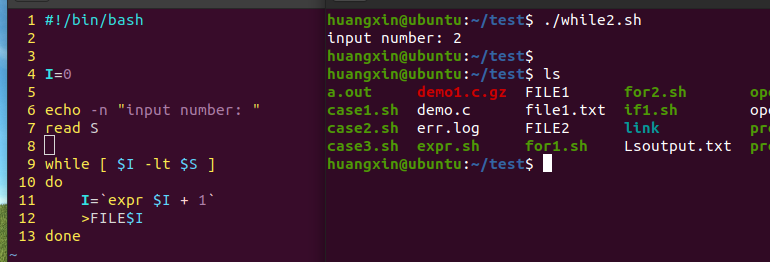 1 #!/bin/bash
2
3
4 I=0
5
6 echo -n "input number: "
7 read S
8
9 while [ $I -lt $S ]
10 do
11     I=`expr $I + 1`
12     >FILE$I
13 done
~
huangxin@ubuntu:~/test$ ./while2.sh
input number: 2
huangxin@ubuntu:~/test$
huangxin@ubuntu:~/test$ ls
a.out     demo1.c.gz  FILE1      for2.sh       op
case1.sh  demo.c      file1.txt  if1.sh        op
case2.sh  err.log     FILE2      link          pr
case3.sh  expr.sh     for1.sh    Lsoutput.txt  pr
huangxin@ubuntu:~/test$